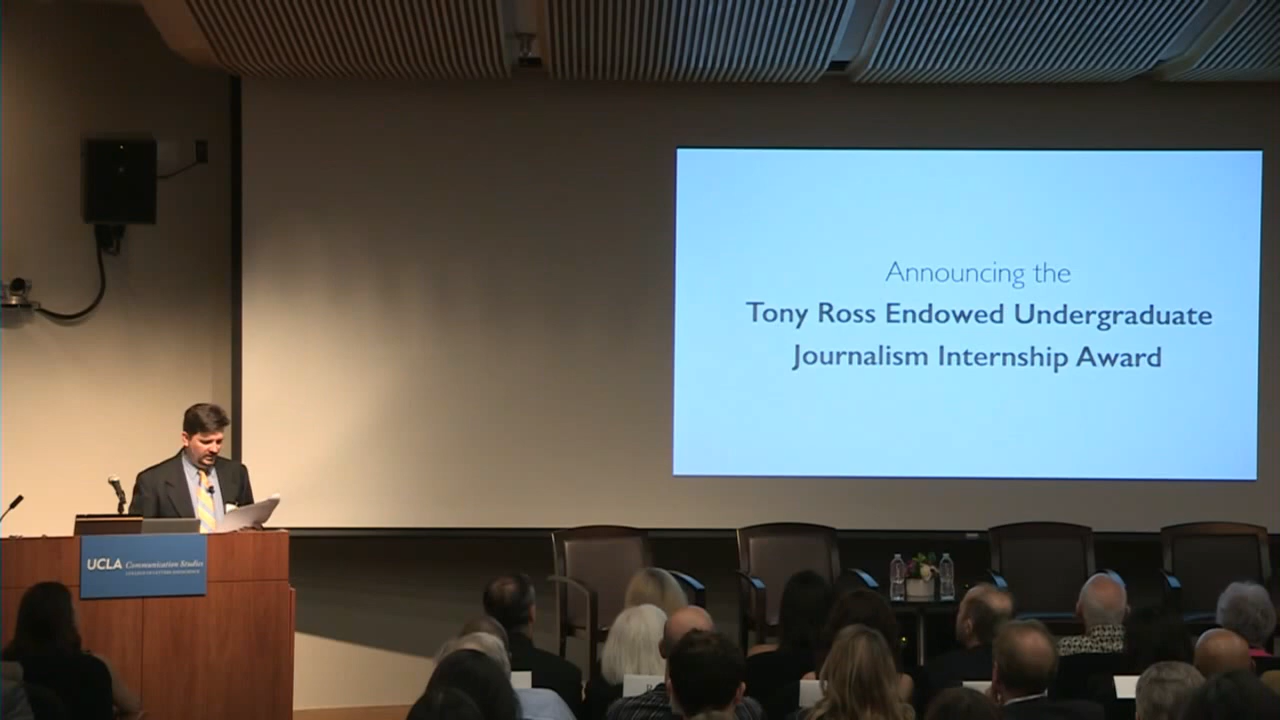 Announcing the
Tony Ross Endowed Undergraduate
Journalism Internship Award
UCLA Communication Studies